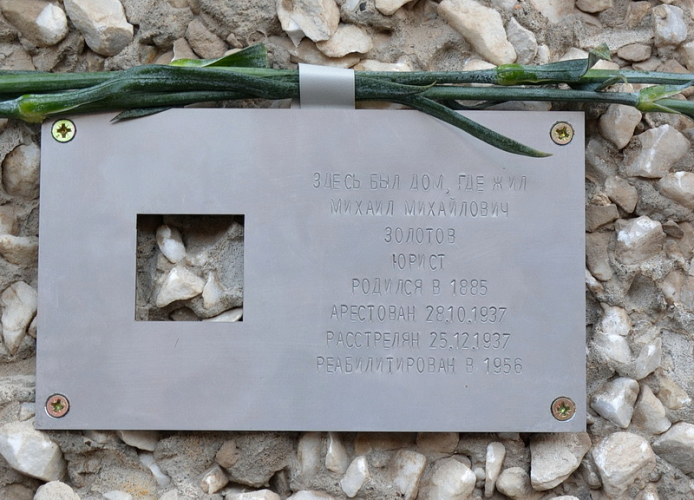 ЗДЕСЬ БЫЛ ДОМ, ГДЕ ЖИЛ
МИХАИЛ МИХАЙЛОВИЧ
ЗОЛОТОВ
ЮРИСТ
РОДИЛСЯ В 1885
АРЕСТОВАН 28.10.1937
РАССТРЕЛЯН 25.12.1937
РЕАБИЛИТИРОВАН В 1956